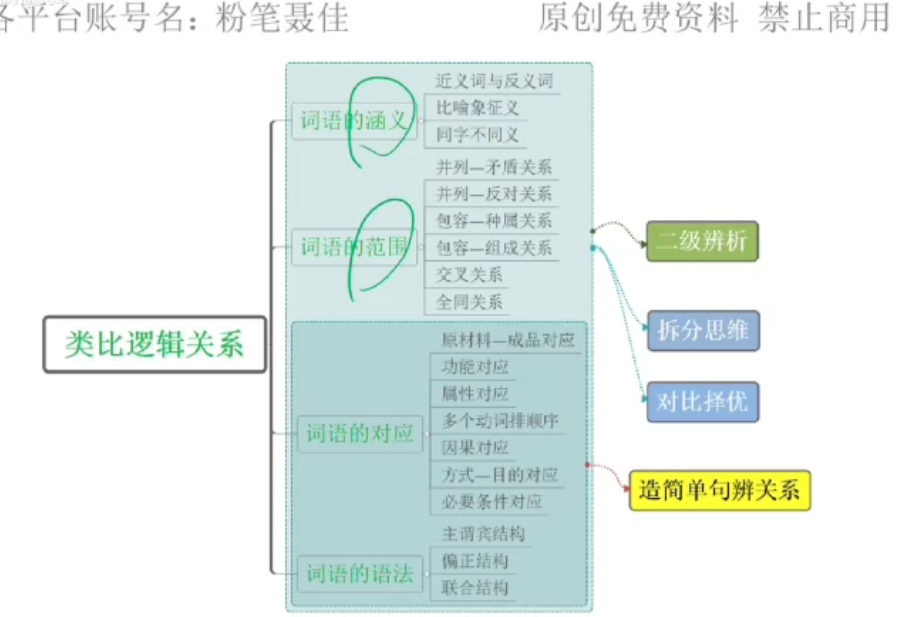 各平台账号名：粉笔聂佳
原创免费资料 禁止商用
类比逻辑关系
词语的涵义
近义词与反义词
比喻象征义
同字不同义
词语的范围
并列—矛盾关系
并列—反对关系
包容—种属关系
包容—组成关系
交叉关系
全同关系
词语的对应
原材料—成品对应
功能对应
属性对应
多个动词排顺序
因果对应
方式—目的对应
必要条件对应
词语的语法
主谓宾结构
偏正结构
联合结构
二级辨析
拆分思维
对比择优
造简单句辨关系